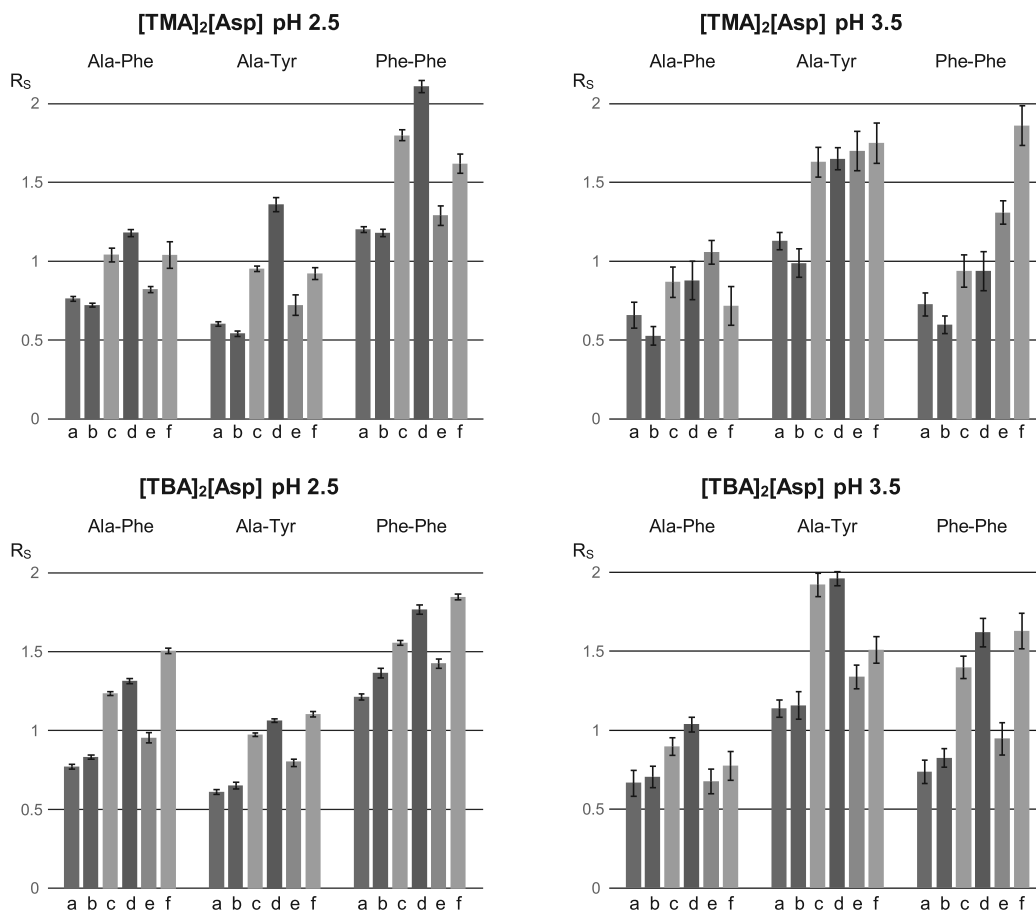 [TMA]₂[Asp] pH 2.5
Ala-Phe Ala-Tyr Phe-Phe
Rs
2
1.5
1
0.5
0
a b c d e f a b c d e f a b c d e f
[TMA]₂[Asp] pH 3.5
Ala-Phe Ala-Tyr Phe-Phe
Rs
2
1.5
1
0.5
0
a b c d e f a b c d e f a b c d e f
[TBA]₂[Asp] pH 2.5
Ala-Phe Ala-Tyr Phe-Phe
Rs
2
1.5
1
0.5
0
a b c d e f a b c d e f a b c d e f
[TBA]₂[Asp] pH 3.5
Ala-Phe Ala-Tyr Phe-Phe
Rs
2
1.5
1
0.5
0
a b c d e f a b c d e f a b c d e f